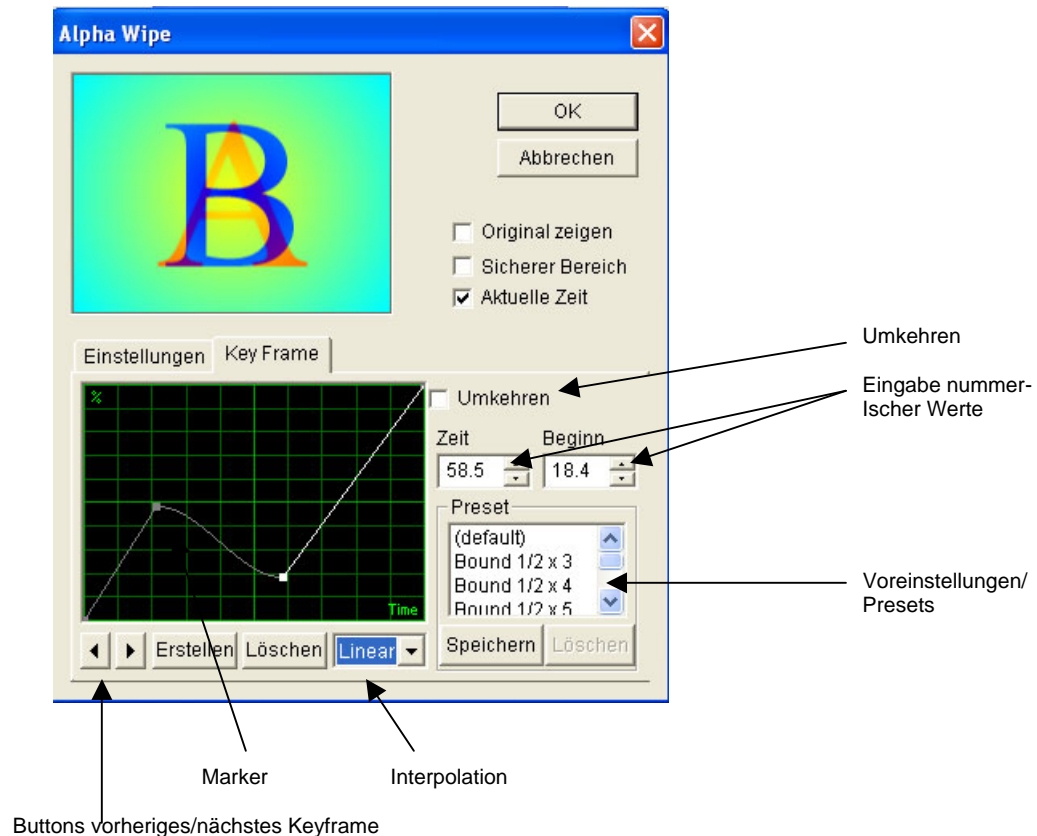 Alpha Wipe
B
A
OK
Abbrechen
Original zeigen
Sicherer Bereich
Aktuelle Zeit
Einstellungen
Key Frame
%
Time
Umkehren
Zeit
Beginn
58.5
18.4
Preset
(default)
Bound 1/2 x 3
Bound 1/2 x 4
Bound 1/2 x 5
Erstellen
Löschen
Linear
Speichern
Löschen
Umkehren
Eingabe nummer-
Ischer Werte
Voreinstellungen/
Presets
Marker
Interpolation
Buttons vorheriges/nächstes Keyframe